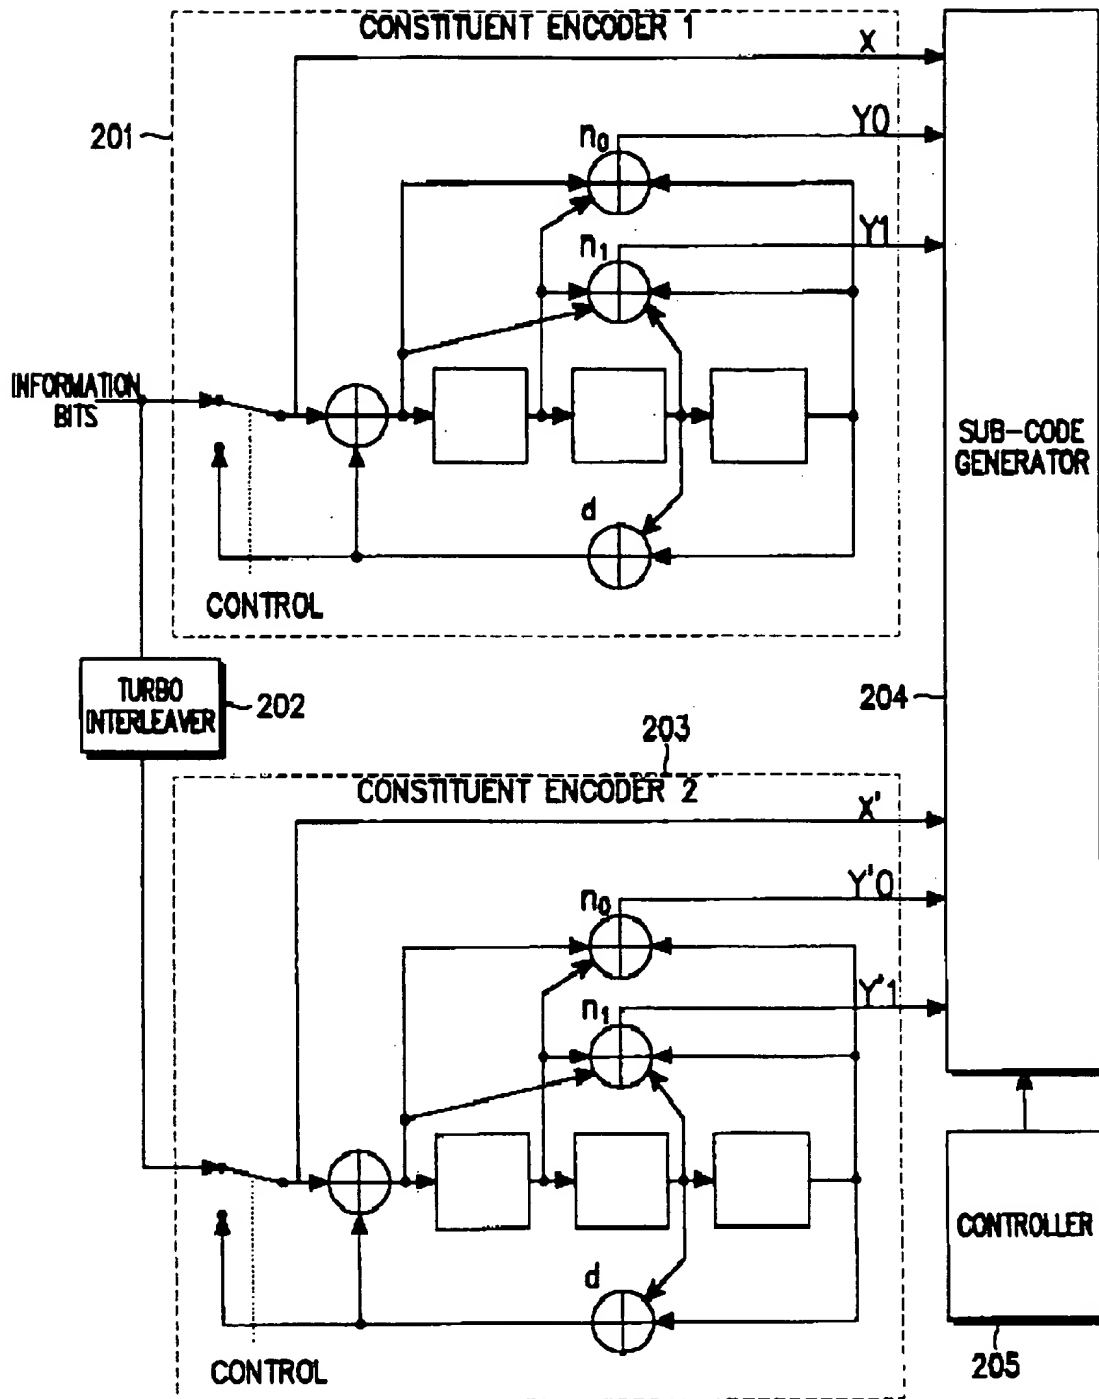 CONSTITUENT ENCODER 1
X
201
n₀
Y0
n₁
Y1
INFORMATION
BITS
SUB-CODE
GENERATOR
d
CONTROL
TURBO
INTERLEAVER
202
204
203
CONSTITUENT ENCODER 2
X'
n₀
Y'0
n₁
Y'1
CONTROLLER
d
CONTROL
205